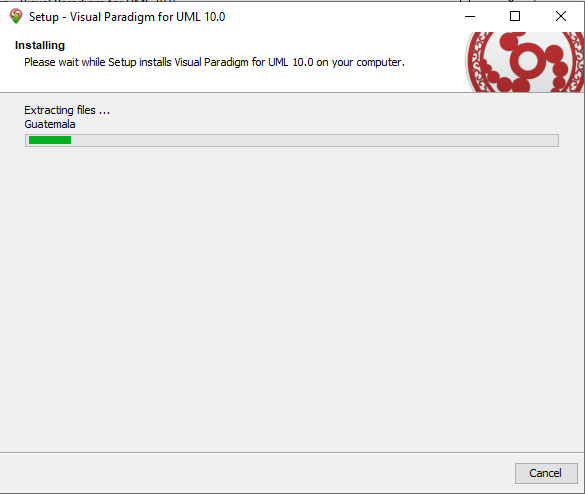 Setup - Visual Paradigm for UML 10.0
Installing
Please wait while Setup installs Visual Paradigm for UML 10.0 on your computer.
Extracting files ...
Guatemala
Cancel